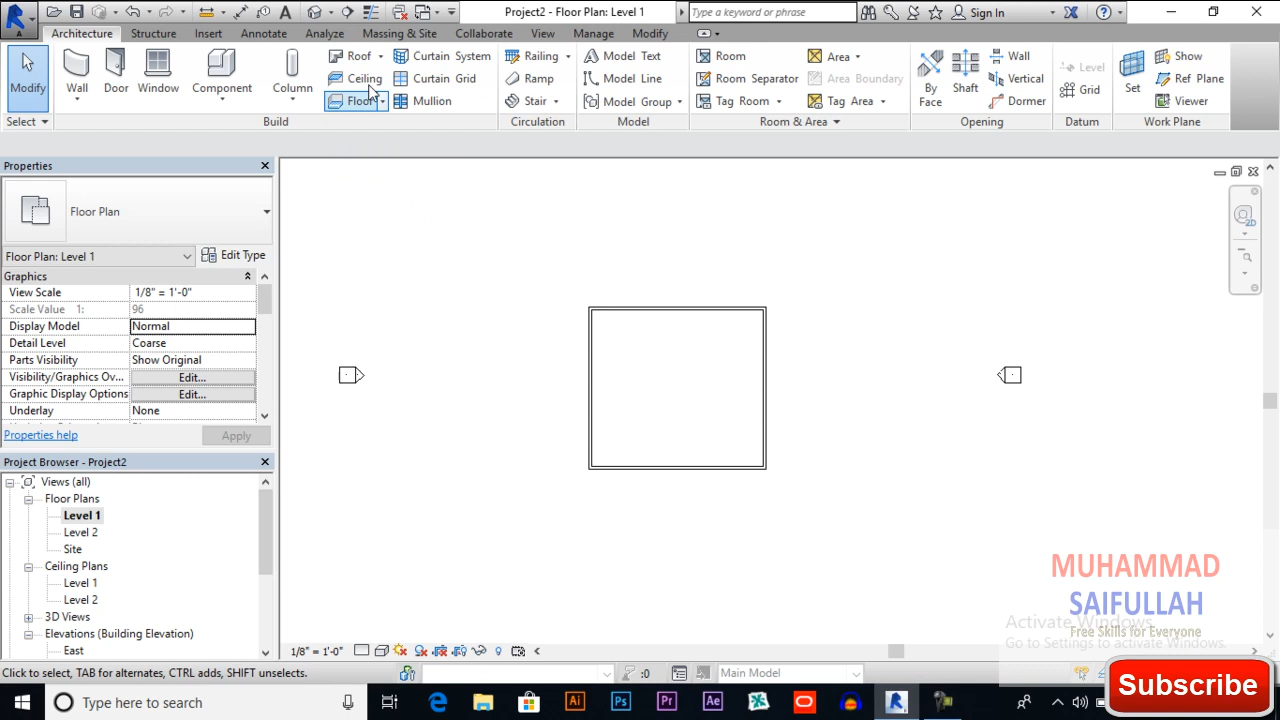 Project2 - Floor Plan: Level 1
Type a keyword or phrase
Sign In
Architecture Structure Insert Annotate Analyze Massing & Site Collaborate View Manage Modify
Modify
Wall
Door
Window
Component
Column
Roof
Ceiling
Floor
Curtain System
Curtain Grid
Mullion
Railing
Ramp
Stair
Model Text
Model Line
Model Group
Room
Room Separator
Tag Room
Area
Area Boundary
Tag Area
By
Face
Shaft
Wall
Vertical
Dormer
Level
Grid
Set
Show
Ref Plane
Viewer
Select Build Circulation Model Room & Area Opening Datum Work Plane
Properties
Floor Plan
Floor Plan: Level 1
Edit Type
Graphics
View Scale 1/8" = 1'-0"
Scale Value 1: 96
Display Model Normal
Detail Level Coarse
Parts Visibility Show Original
Visibility/Graphics Ov... Edit...
Graphic Display Options Edit...
Underlay None
Properties help
Apply
Project Browser - Project2
Views (all)
Floor Plans
Level 1
Level 2
Site
Ceiling Plans
Level 1
Level 2
3D Views
Elevations (Building Elevation)
East
2D
MUHAMMAD
SAIFULLAH
Free Skills for Everyone
Activate Windows
Go to Settings to activate Windows.
1/8" = 1'-0"
Click to select, TAB for alternates, CTRL adds, SHIFT unselects.
:0
Main Model
Subscribe
Type here to search
Ai
Ps
Pr
Ae